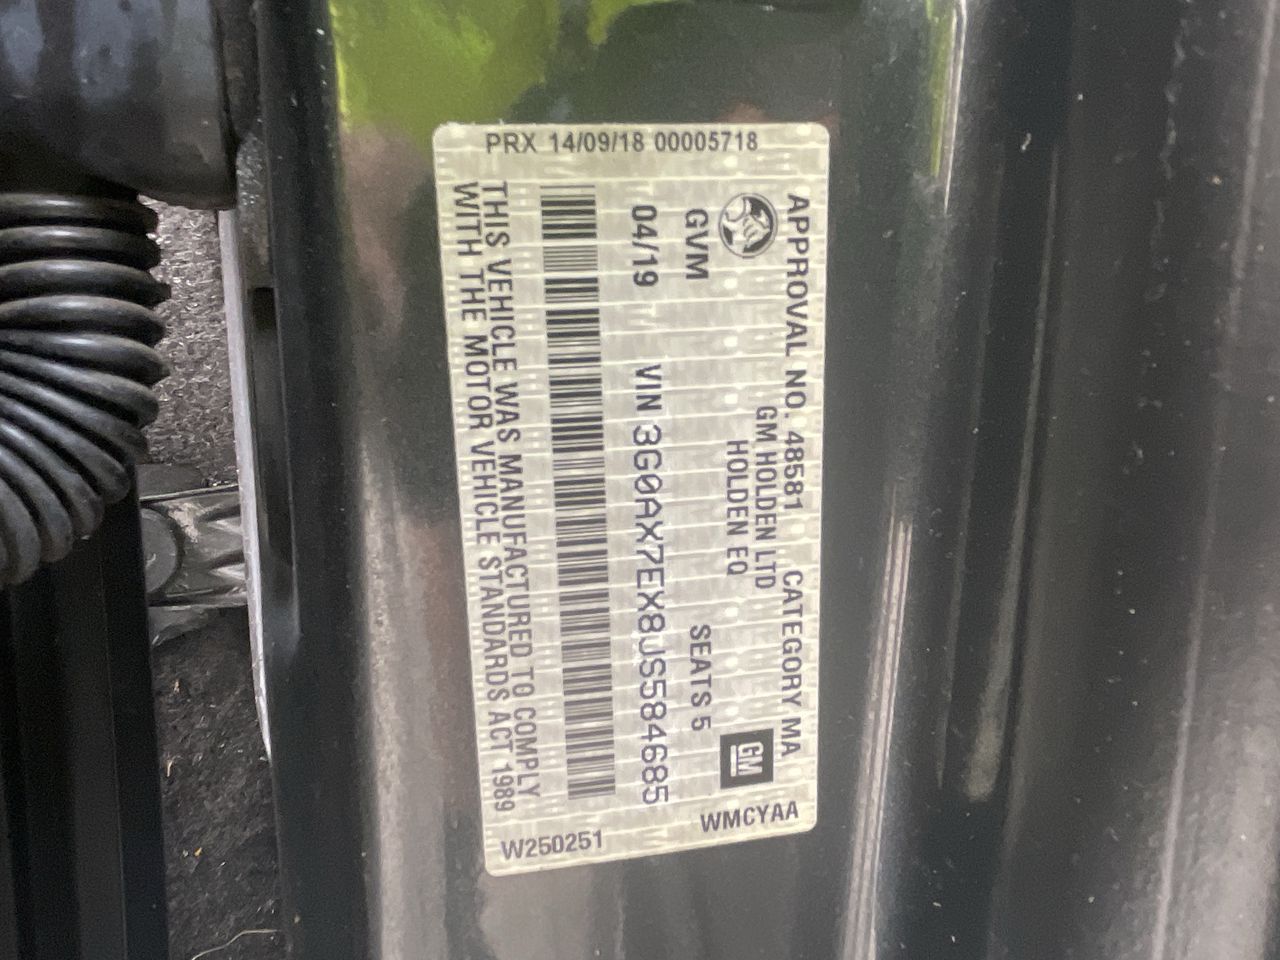 PRX 14/09/18 00005718
APPROVAL NO. 48581 CATEGORY MA
GM HOLDEN LTD
HOLDEN EQ
GM
GVM SEATS 5
04/19 VIN 3G0AX7EX8JS584685
THIS VEHICLE WAS MANUFACTURED TO COMPLY
WITH THE MOTOR VEHICLE STANDARDS ACT 1989
W250251 WMCYAA